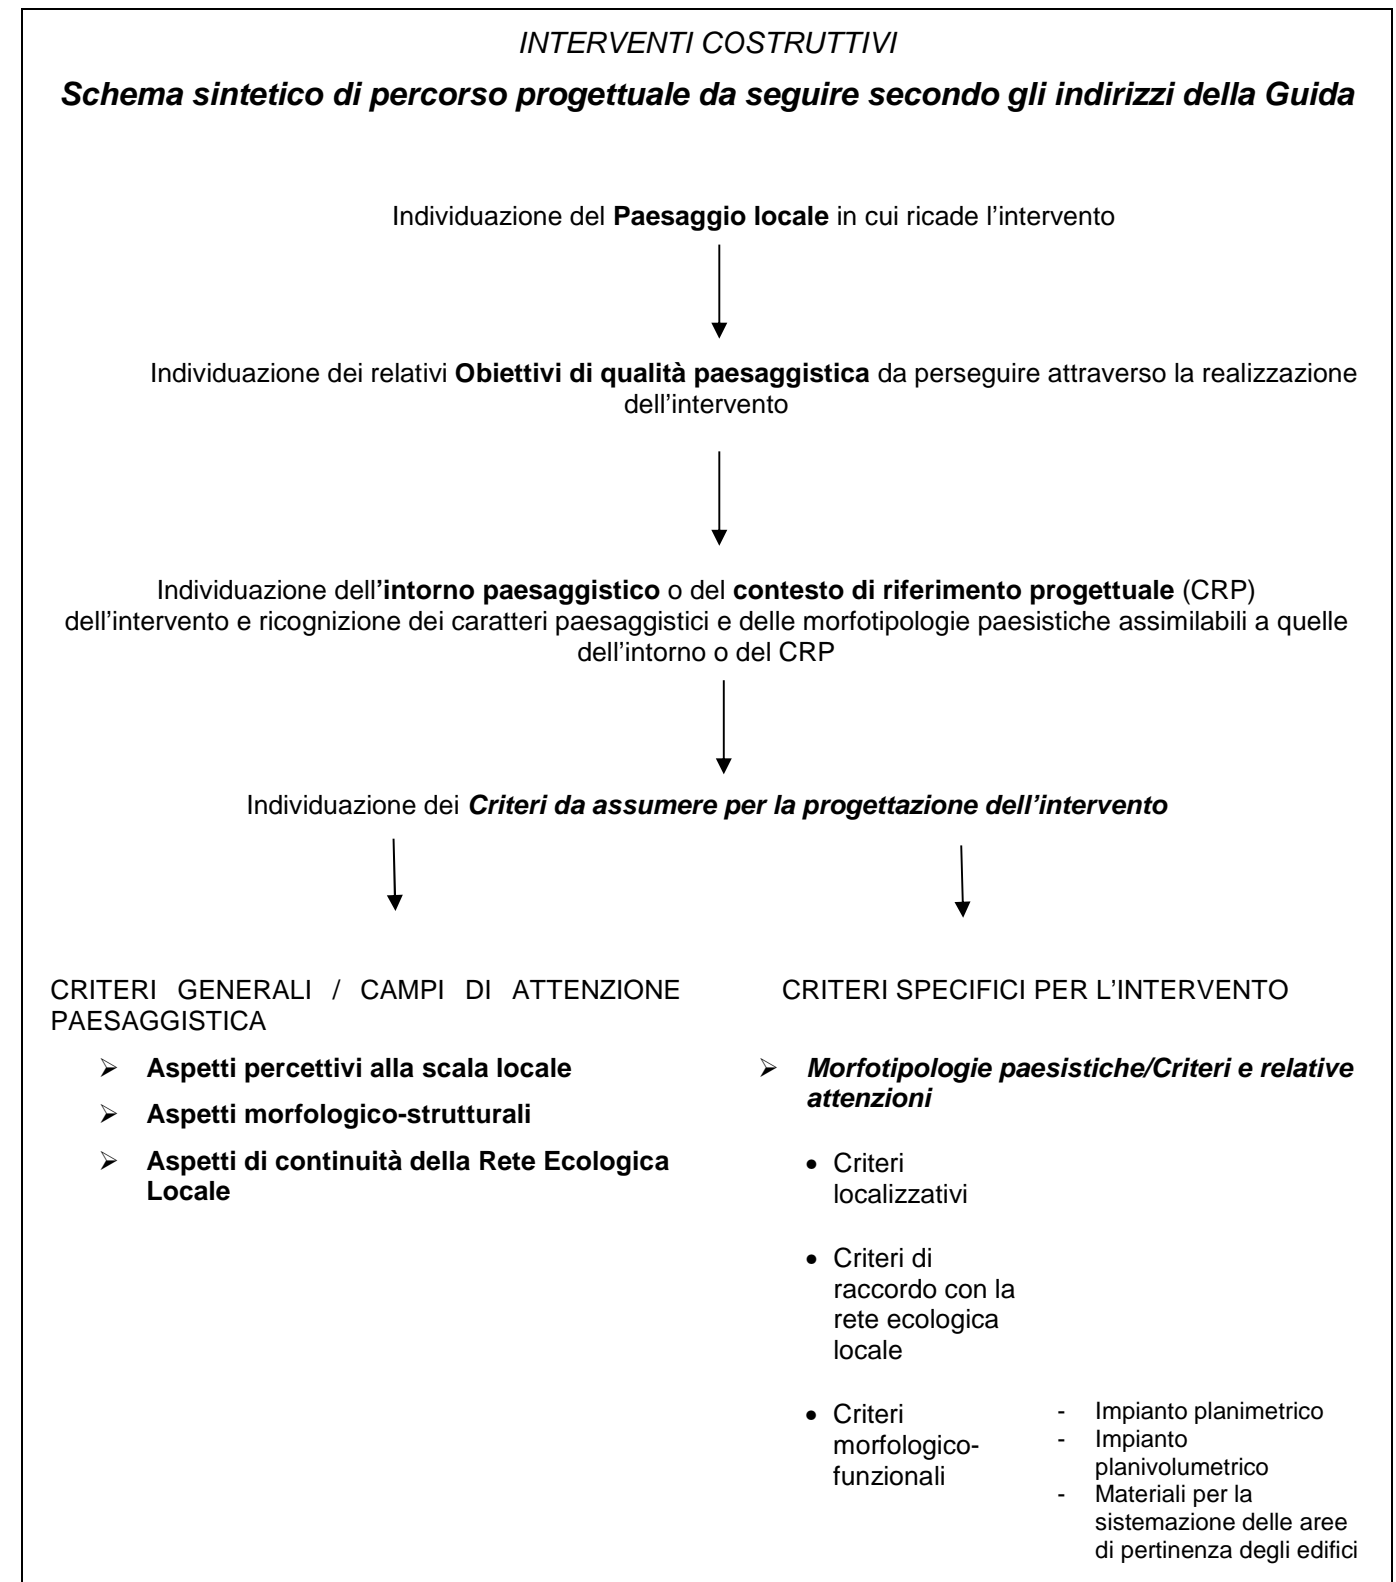 INTERVENTI COSTRUTTIVI
Schema sintetico di percorso progettuale da seguire secondo gli indirizzi della Guida
Individuazione del Paesaggio locale in cui ricade l’intervento
Individuazione dei relativi Obiettivi di qualità paesaggistica da perseguire attraverso la realizzazione
dell’intervento
Individuazione dell’intorno paesaggistico o del contesto di riferimento progettuale (CRP)
dell’intervento e ricognizione dei caratteri paesaggistici e delle morfotipologie paesistiche assimilabili a quelle
dell’intorno o del CRP
Individuazione dei Criteri da assumere per la progettazione dell’intervento
CRITERI GENERALI / CAMPI DI ATTENZIONE
PAESAGGISTICA
➢ Aspetti percettivi alla scala locale
➢ Aspetti morfologico-strutturali
➢ Aspetti di continuità della Rete Ecologica
Locale
CRITERI SPECIFICI PER L’INTERVENTO
➢ Morfotipologie paesistiche/Criteri e relative
attenzioni
• Criteri
localizzativi
• Criteri di
raccordo con la
rete ecologica
locale
• Criteri
morfologico-
funzionali
- Impianto planimetrico
- Impianto
planivolumetrico
- Materiali per la
sistemazione delle aree
di pertinenza degli edifici